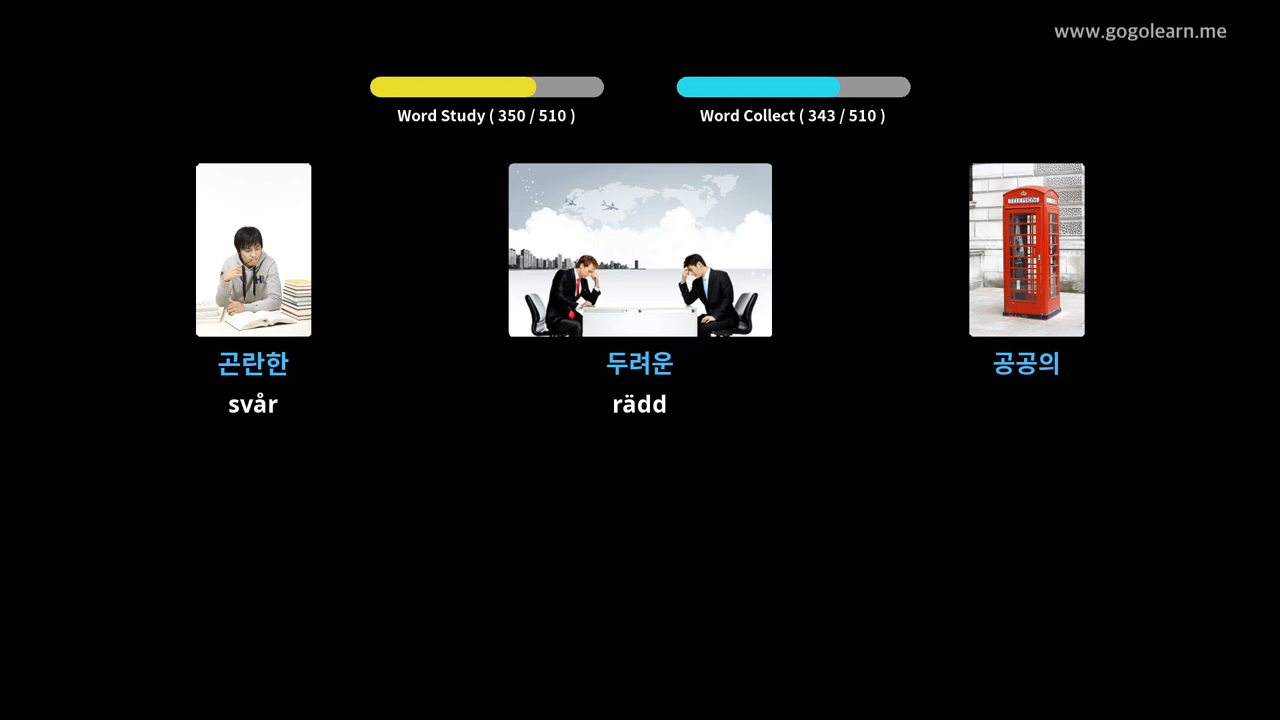 www.gogolearn.me
Word Study ( 350 / 510 )
Word Collect ( 343 / 510 )
TELEPHONE
곤란한
두려운
공공의
svår
rädd